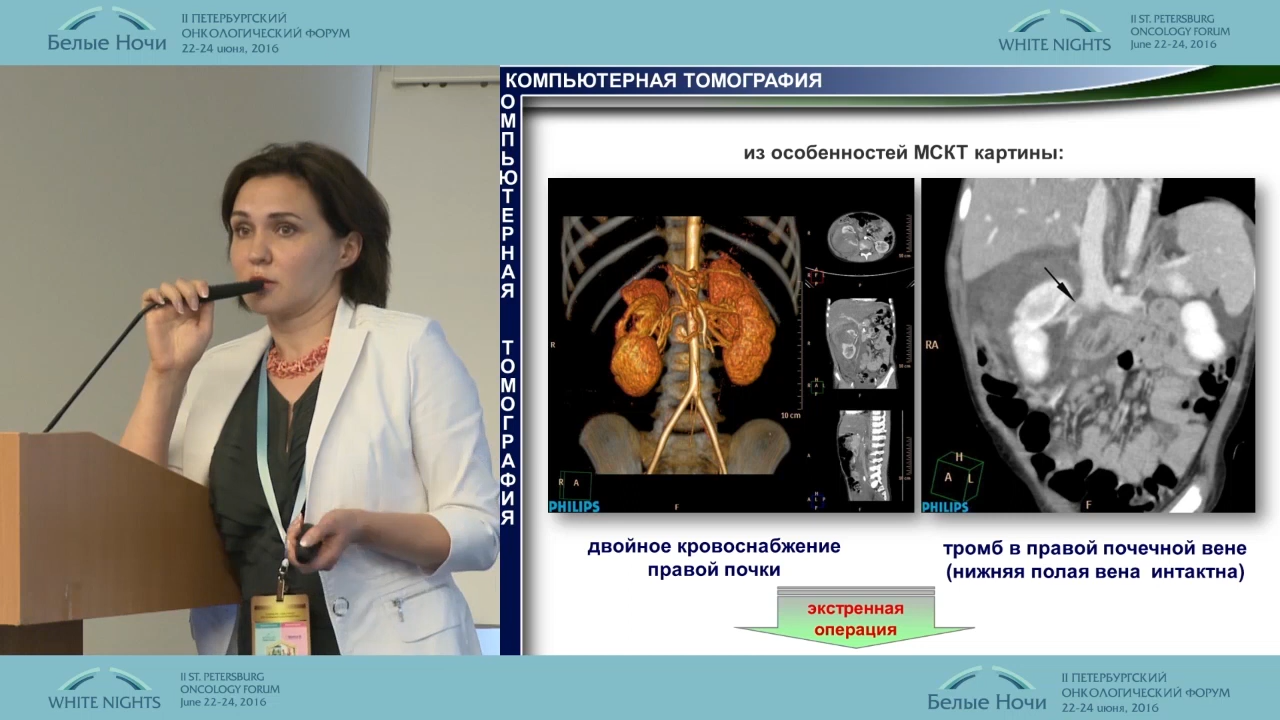 Белые Ночи
II ПЕТЕРБУРГСКИЙ
ОНКОЛОГИЧЕСКИЙ ФОРУМ
22-24 июня, 2016
WHITE NIGHTS
II ST. PETERSBURG
ONCOLOGY FORUM
June 22-24, 2016
КОМПЬЮТЕРНАЯ ТОМОГРАФИЯ
ОМПЬЮТЕРНАЯ ТОМОГРАФИЯ
из особенностей МСКТ картины:
R
10 cm
R A
F
PHILIPS
RA
H
A L
F
PHILIPS
двойное кровоснабжение
правой почки
тромб в правой почечной вене
(нижняя полая вена интактна)
экстренная
операция
WHITE NIGHTS
II ST. PETERSBURG
ONCOLOGY FORUM
June 22-24, 2016
Белые Ночи
II ПЕТЕРБУРГСКИЙ
ОНКОЛОГИЧЕСКИЙ ФОРУМ
22-24 июня, 2016